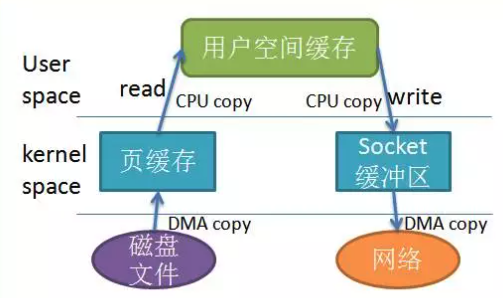 用户空间缓存
User
space
read
CPU copy
CPU copy
write
kernel
space
页缓存
Socket
缓冲区
DMA copy
DMA copy
磁盘
文件
网络